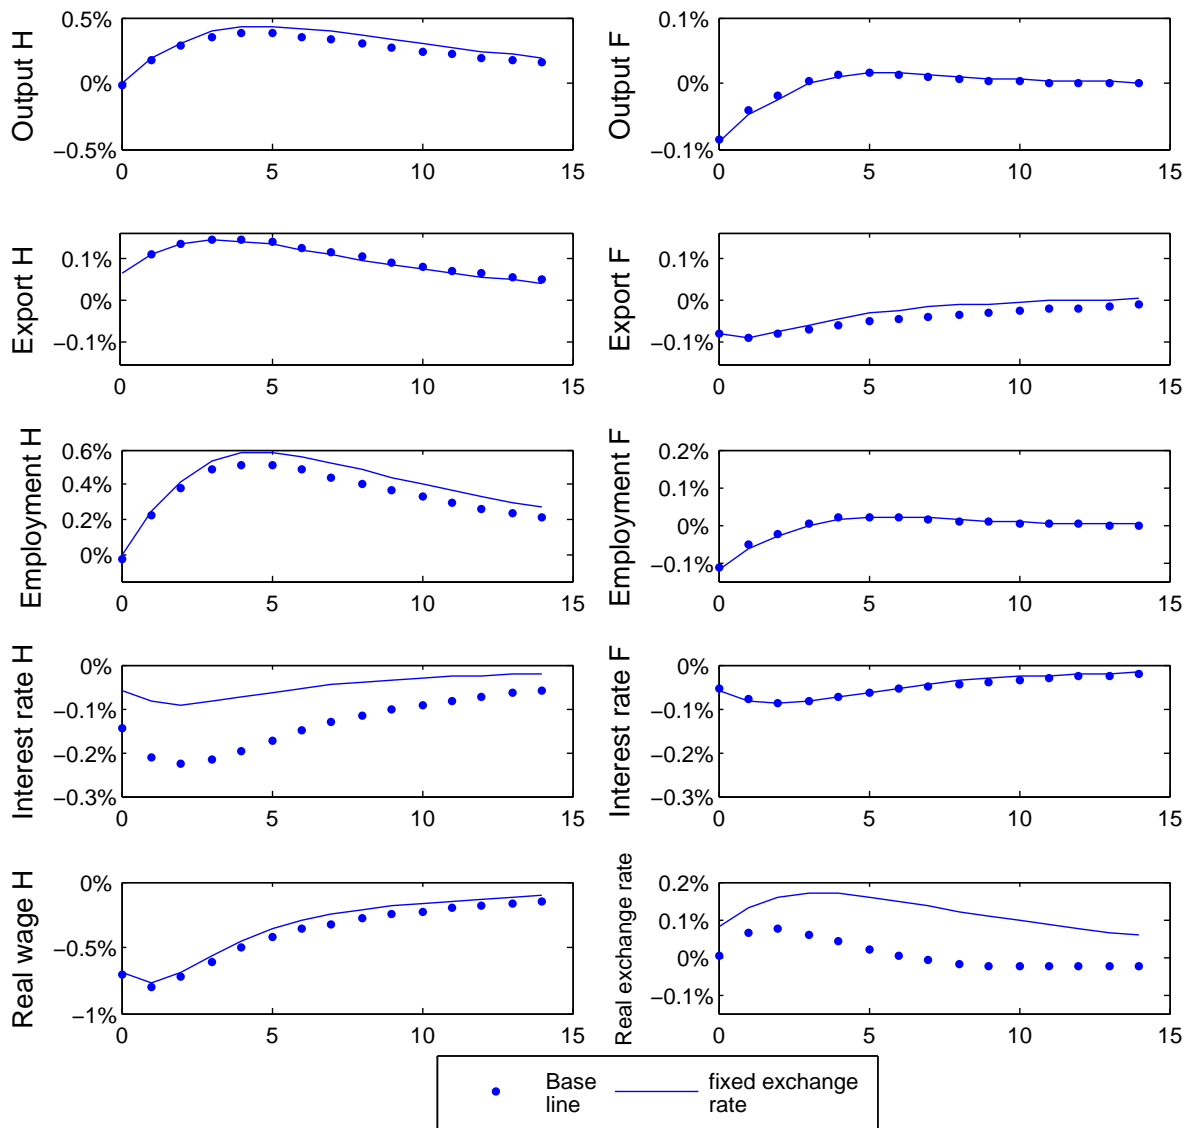 Output H
0.5%
0%
−0.5%
0 5 10 15
Output F
0.1%
0%
−0.1%
0 5 10 15
Export H
0.1%
0%
−0.1%
0 5 10 15
Export F
0.1%
0%
−0.1%
0 5 10 15
Employment H
0.6%
0.4%
0.2%
0%
0 5 10 15
Employment F
0.2%
0.1%
0%
−0.1%
0 5 10 15
Interest rate H
0%
−0.1%
−0.2%
−0.3%
0 5 10 15
Interest rate F
0%
−0.1%
−0.2%
−0.3%
0 5 10 15
Real wage H
0%
−0.5%
−1%
0 5 10 15
Real exchange rate
0.2%
0.1%
0%
−0.1%
0 5 10 15
Base
line
fixed exchange
rate